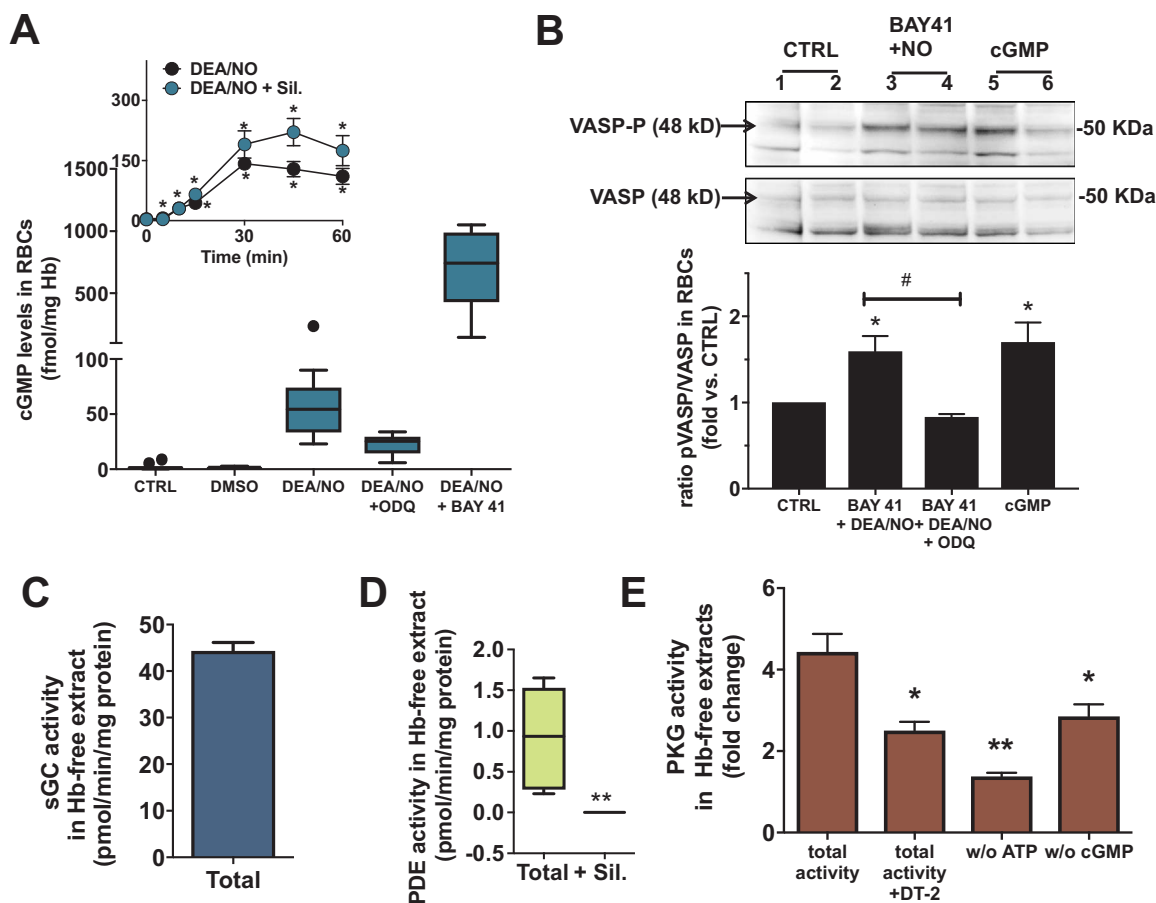 A
DEA/NO
DEA/NO + Sil.
300
150
0
0
30
60
Time (min)
* * * * * *
* * * *
cGMP levels in RBCs
(fmol/mg Hb)
1500
1000
500
100
50
0
CTRL
DMSO
DEA/NO
DEA/NO
+ODQ
DEA/NO
+ BAY 41
B
CTRL
BAY41
+NO
cGMP
1 2 3 4 5 6
VASP-P (48 kD)
-50 KDa
VASP (48 kD)
-50 KDa
ratio pVASP/VASP in RBCs
(fold vs. CTRL)
2
1
0
*
#
*
CTRL
BAY 41
+ DEA/NO
BAY 41
+ DEA/NO
+ ODQ
cGMP
C
sGC activity
in Hb-free extract
(pmol/min/mg protein)
50
40
30
20
10
0
Total
D
PDE activity in Hb-free extract
(pmol/min/mg protein)
2.0
1.5
1.0
0.5
0.0
-0.5
**
Total
+ Sil.
E
PKG activity
in Hb-free extracts
(fold change)
6
4
2
0
*
**
*
total
activity
total
activity
+DT-2
w/o ATP
w/o cGMP